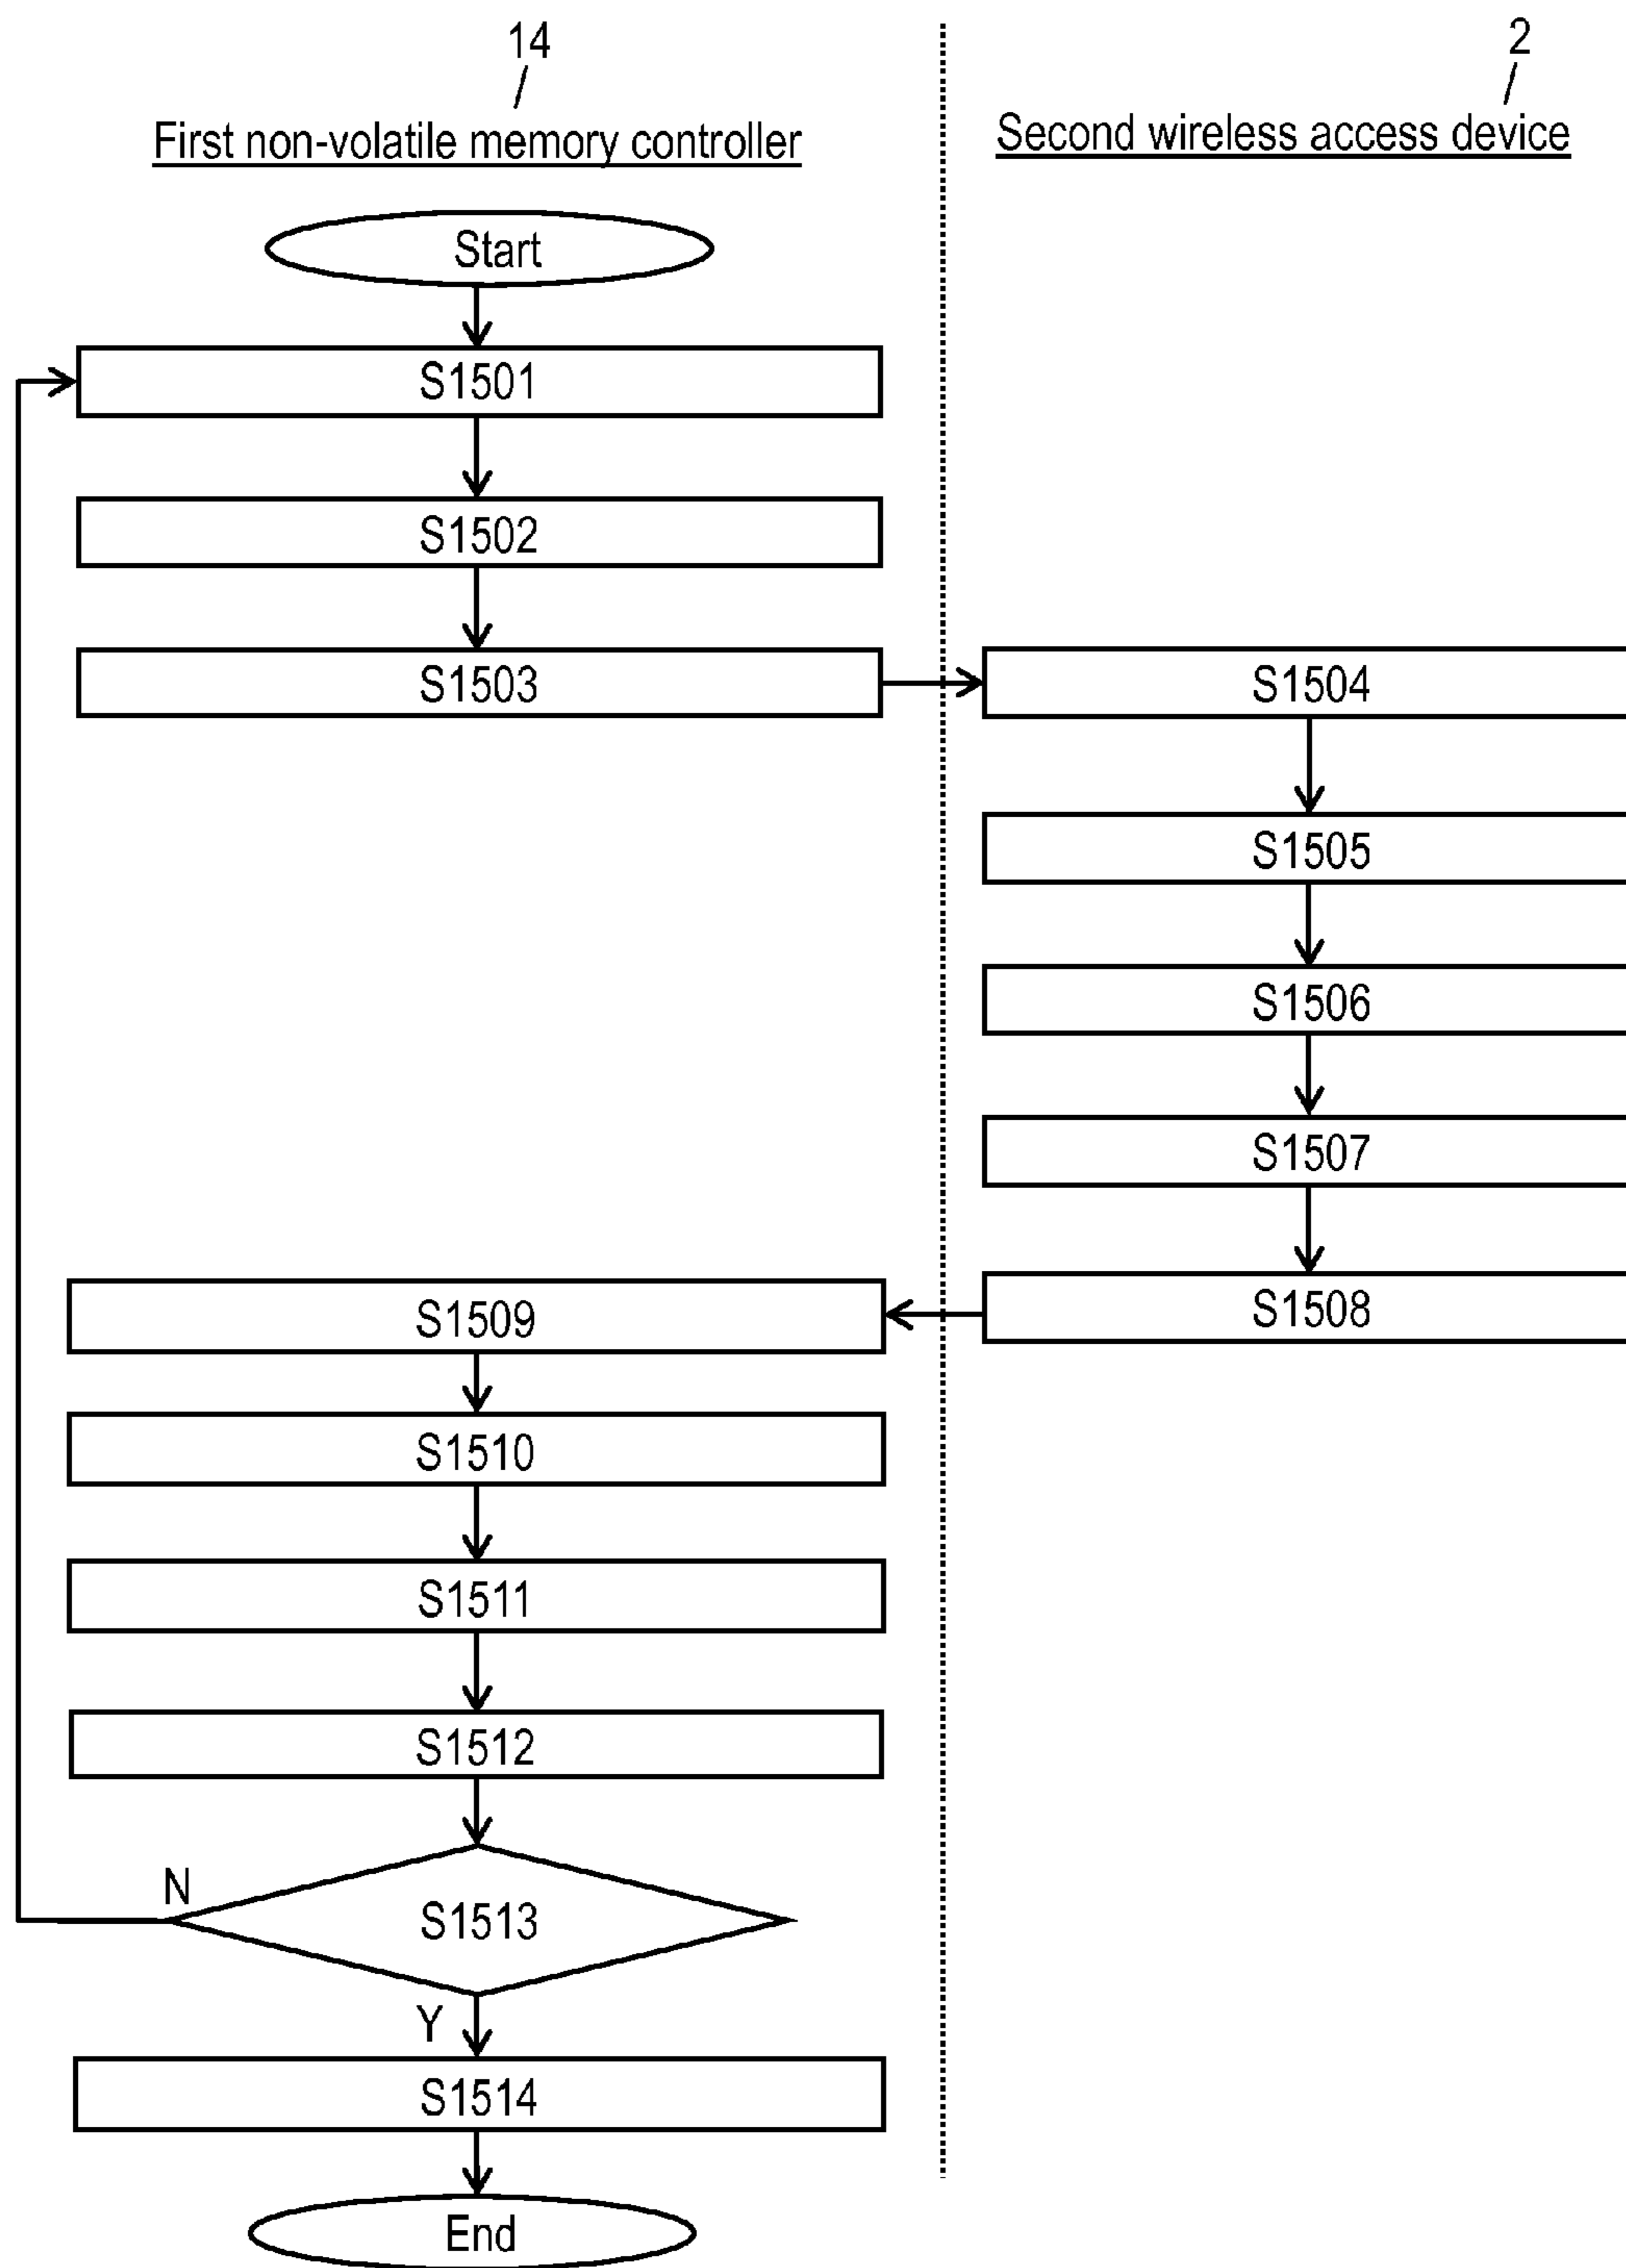 14
2
First non-volatile memory controller
Second wireless access device
Start
S1501
S1502
S1503
S1504
S1505
S1506
S1507
S1508
S1509
S1510
S1511
S1512
S1513
N
Y
S1514
End